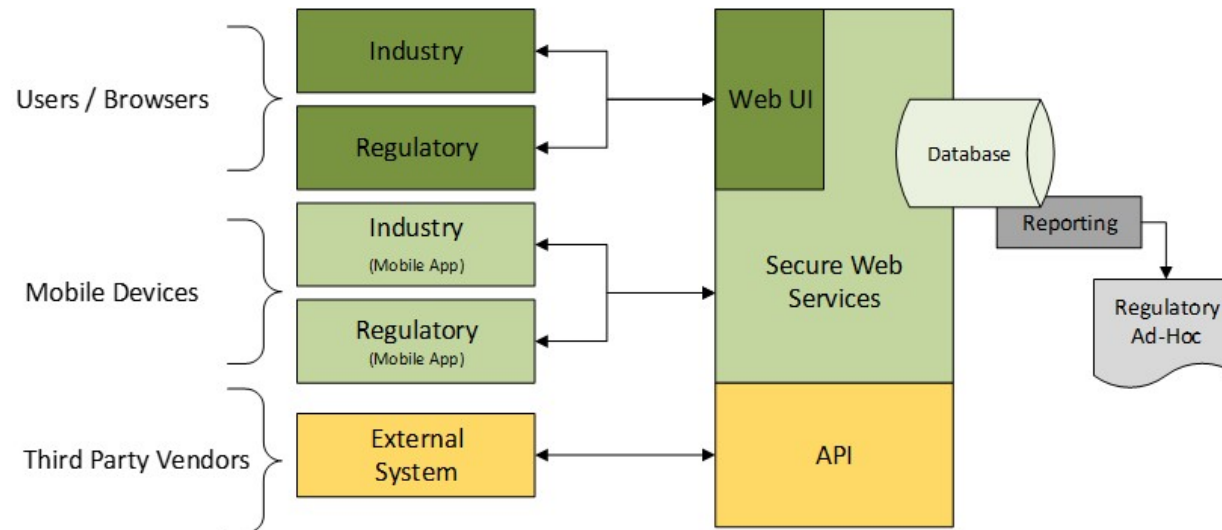 Users / Browsers
Industry
Regulatory
Web UI
Database
Reporting
Regulatory
Ad-Hoc
Mobile Devices
Industry
(Mobile App)
Regulatory
(Mobile App)
Secure Web
Services
Third Party Vendors
External
System
API